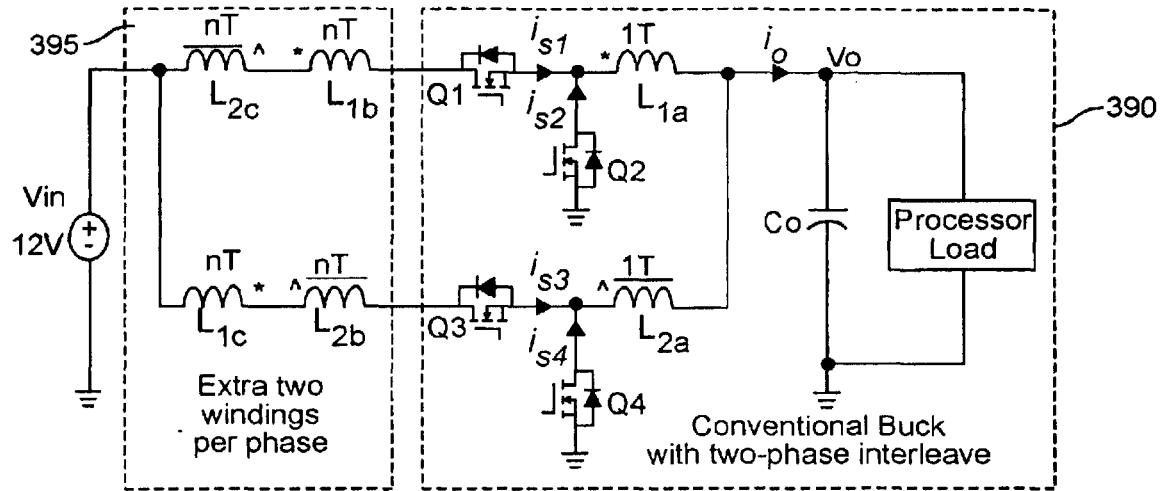 395
nT
^
*
nT
L2c
L1b
Q1
is1
*
1T
L1a
io
Vo
390
is2
Q2
Vin
12V
+
-
Co
Processor
Load
nT
*
^
nT
L1c
L2b
Q3
is3
^
1T
L2a
is4
Q4
Extra two
windings
per phase
Conventional Buck
with two-phase interleave